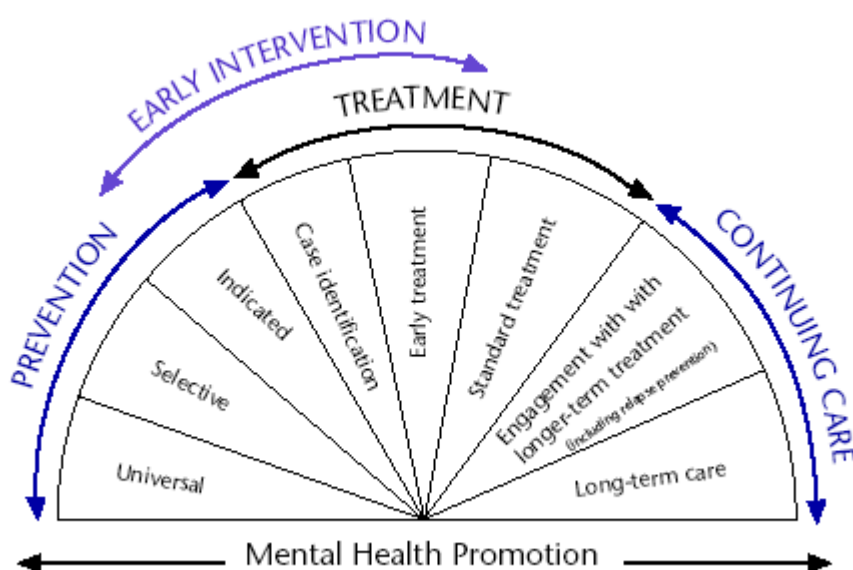 EARLY INTERVENTION
TREATMENT
PREVENTION
CONTINUING CARE
Universal
Selective
Indicated
Case identification
Early treatment
Standard treatment
Engagement with with
longer-term treatment
(including relapse prevention)
Long-term care
Mental Health Promotion